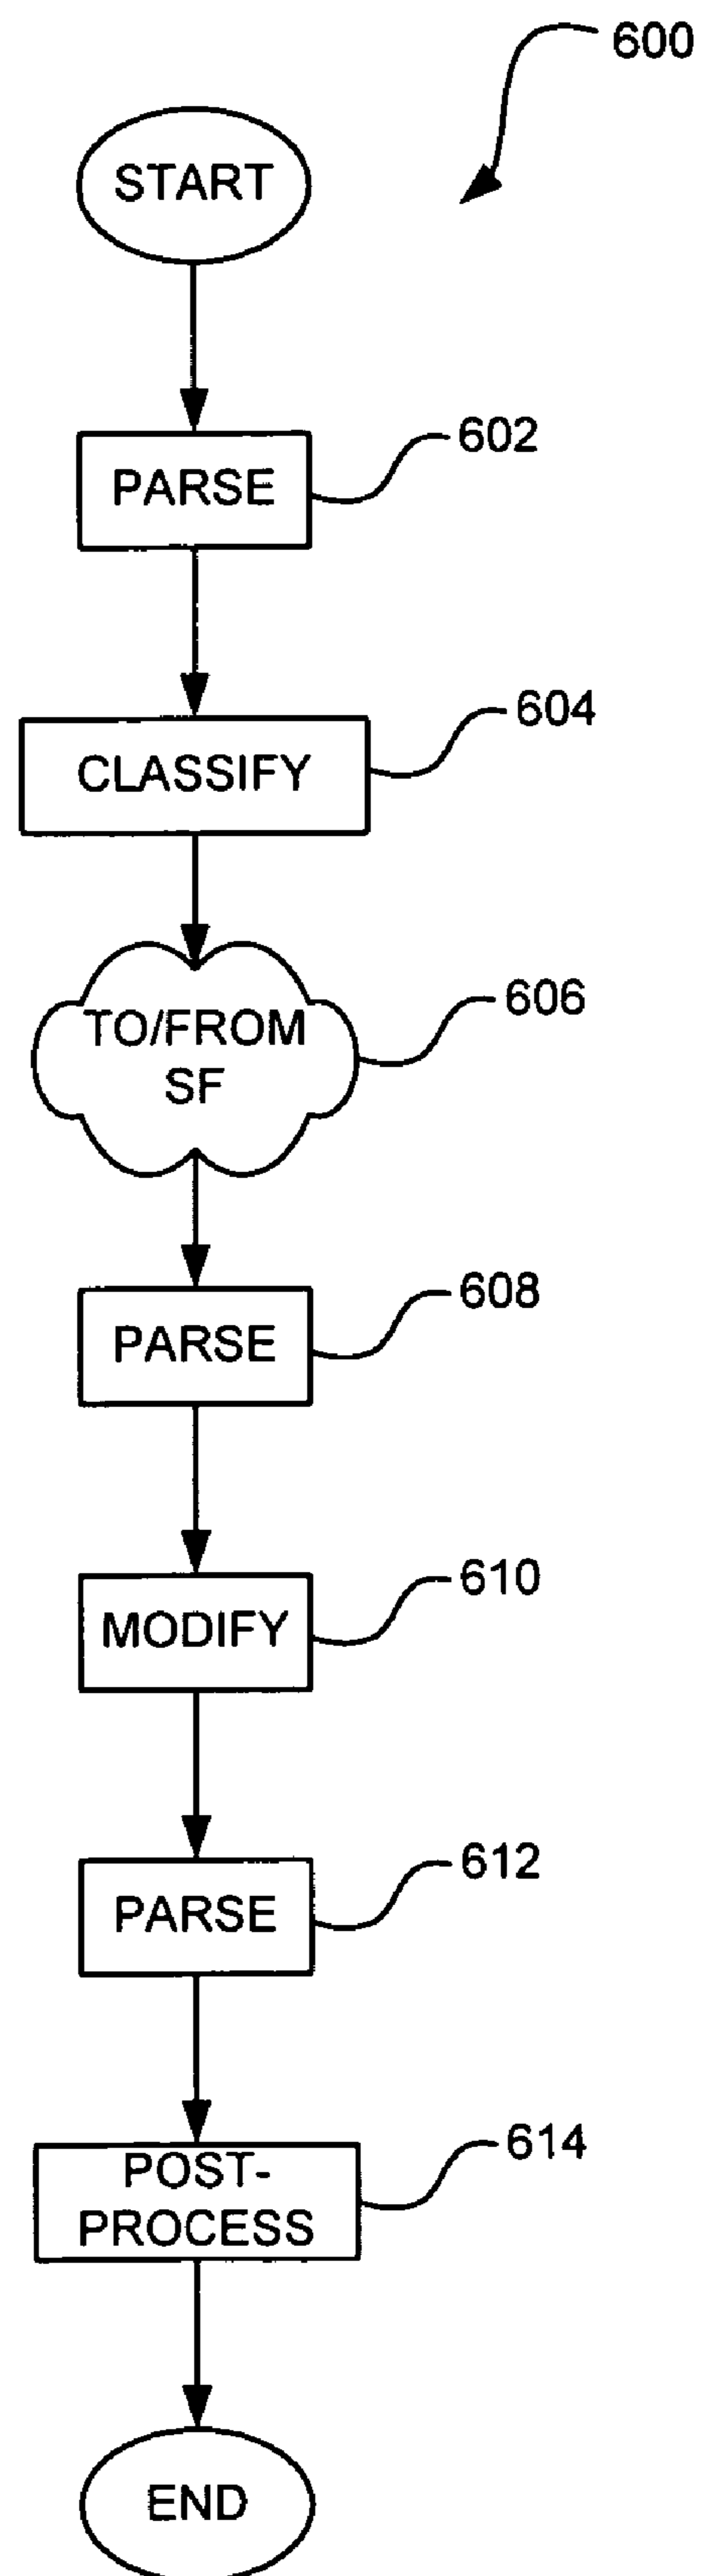 600
START
602
PARSE
604
CLASSIFY
606
TO/FROM
SF
608
PARSE
610
MODIFY
612
PARSE
614
POST-
PROCESS
END